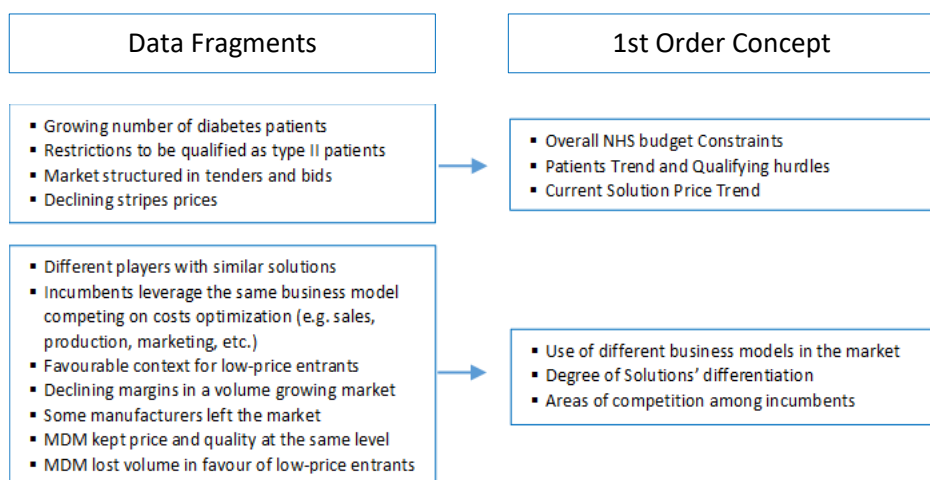 Data Fragments
1st Order Concept
▪ Growing number of diabetes patients
▪ Restrictions to be qualified as type II patients
▪ Market structured in tenders and bids
▪ Declining stripes prices
▪ Overall NHS budget Constraints
▪ Patients Trend and Qualifying hurdles
▪ Current Solution Price Trend
▪ Different players with similar solutions
▪ Incumbents leverage the same business model
competing on costs optimization (e.g. sales,
production, marketing, etc.)
▪ Favourable context for low-price entrants
▪ Declining margins in a volume growing market
▪ Some manufacturers left the market
▪ MDM kept price and quality at the same level
▪ MDM lost volume in favour of low-price entrants
▪ Use of different business models in the market
▪ Degree of Solutions’ differentiation
▪ Areas of competition among incumbents